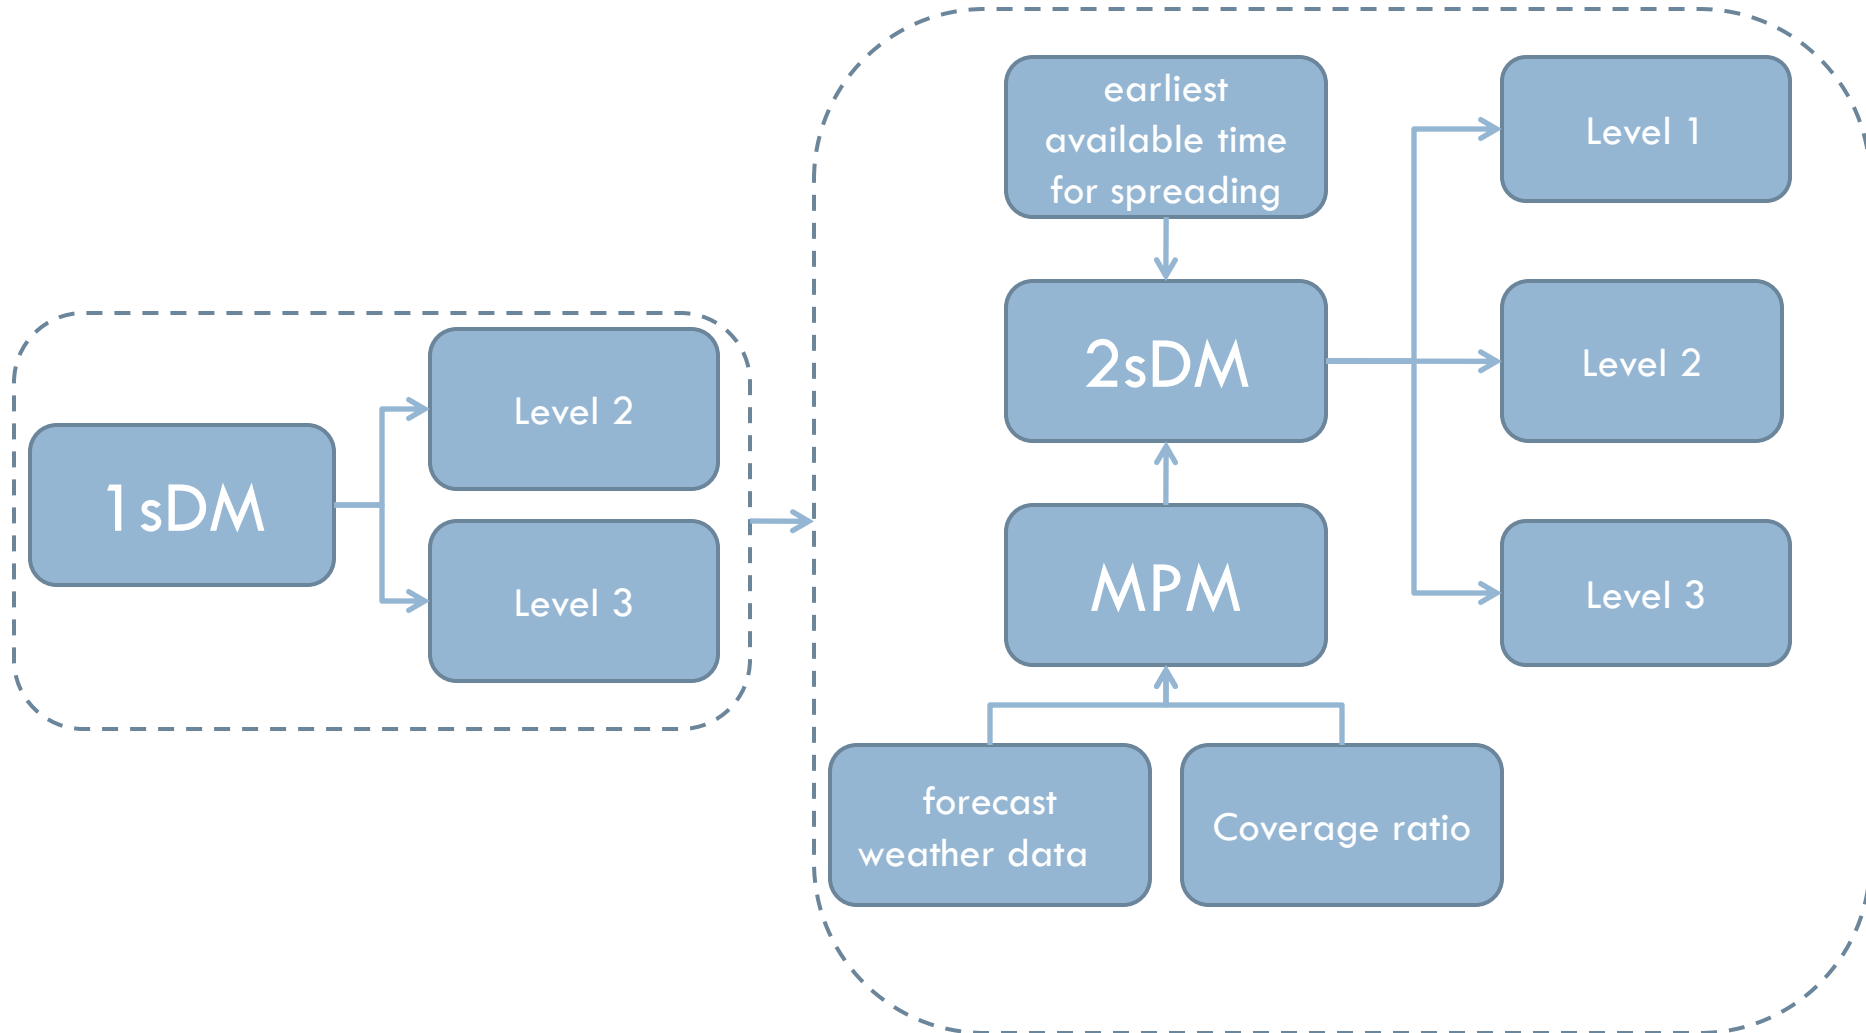 1sDM
Level 2
Level 3
earliest
available time
for spreading
2sDM
MPM
forecast
weather data
Coverage ratio
Level 1
Level 2
Level 3